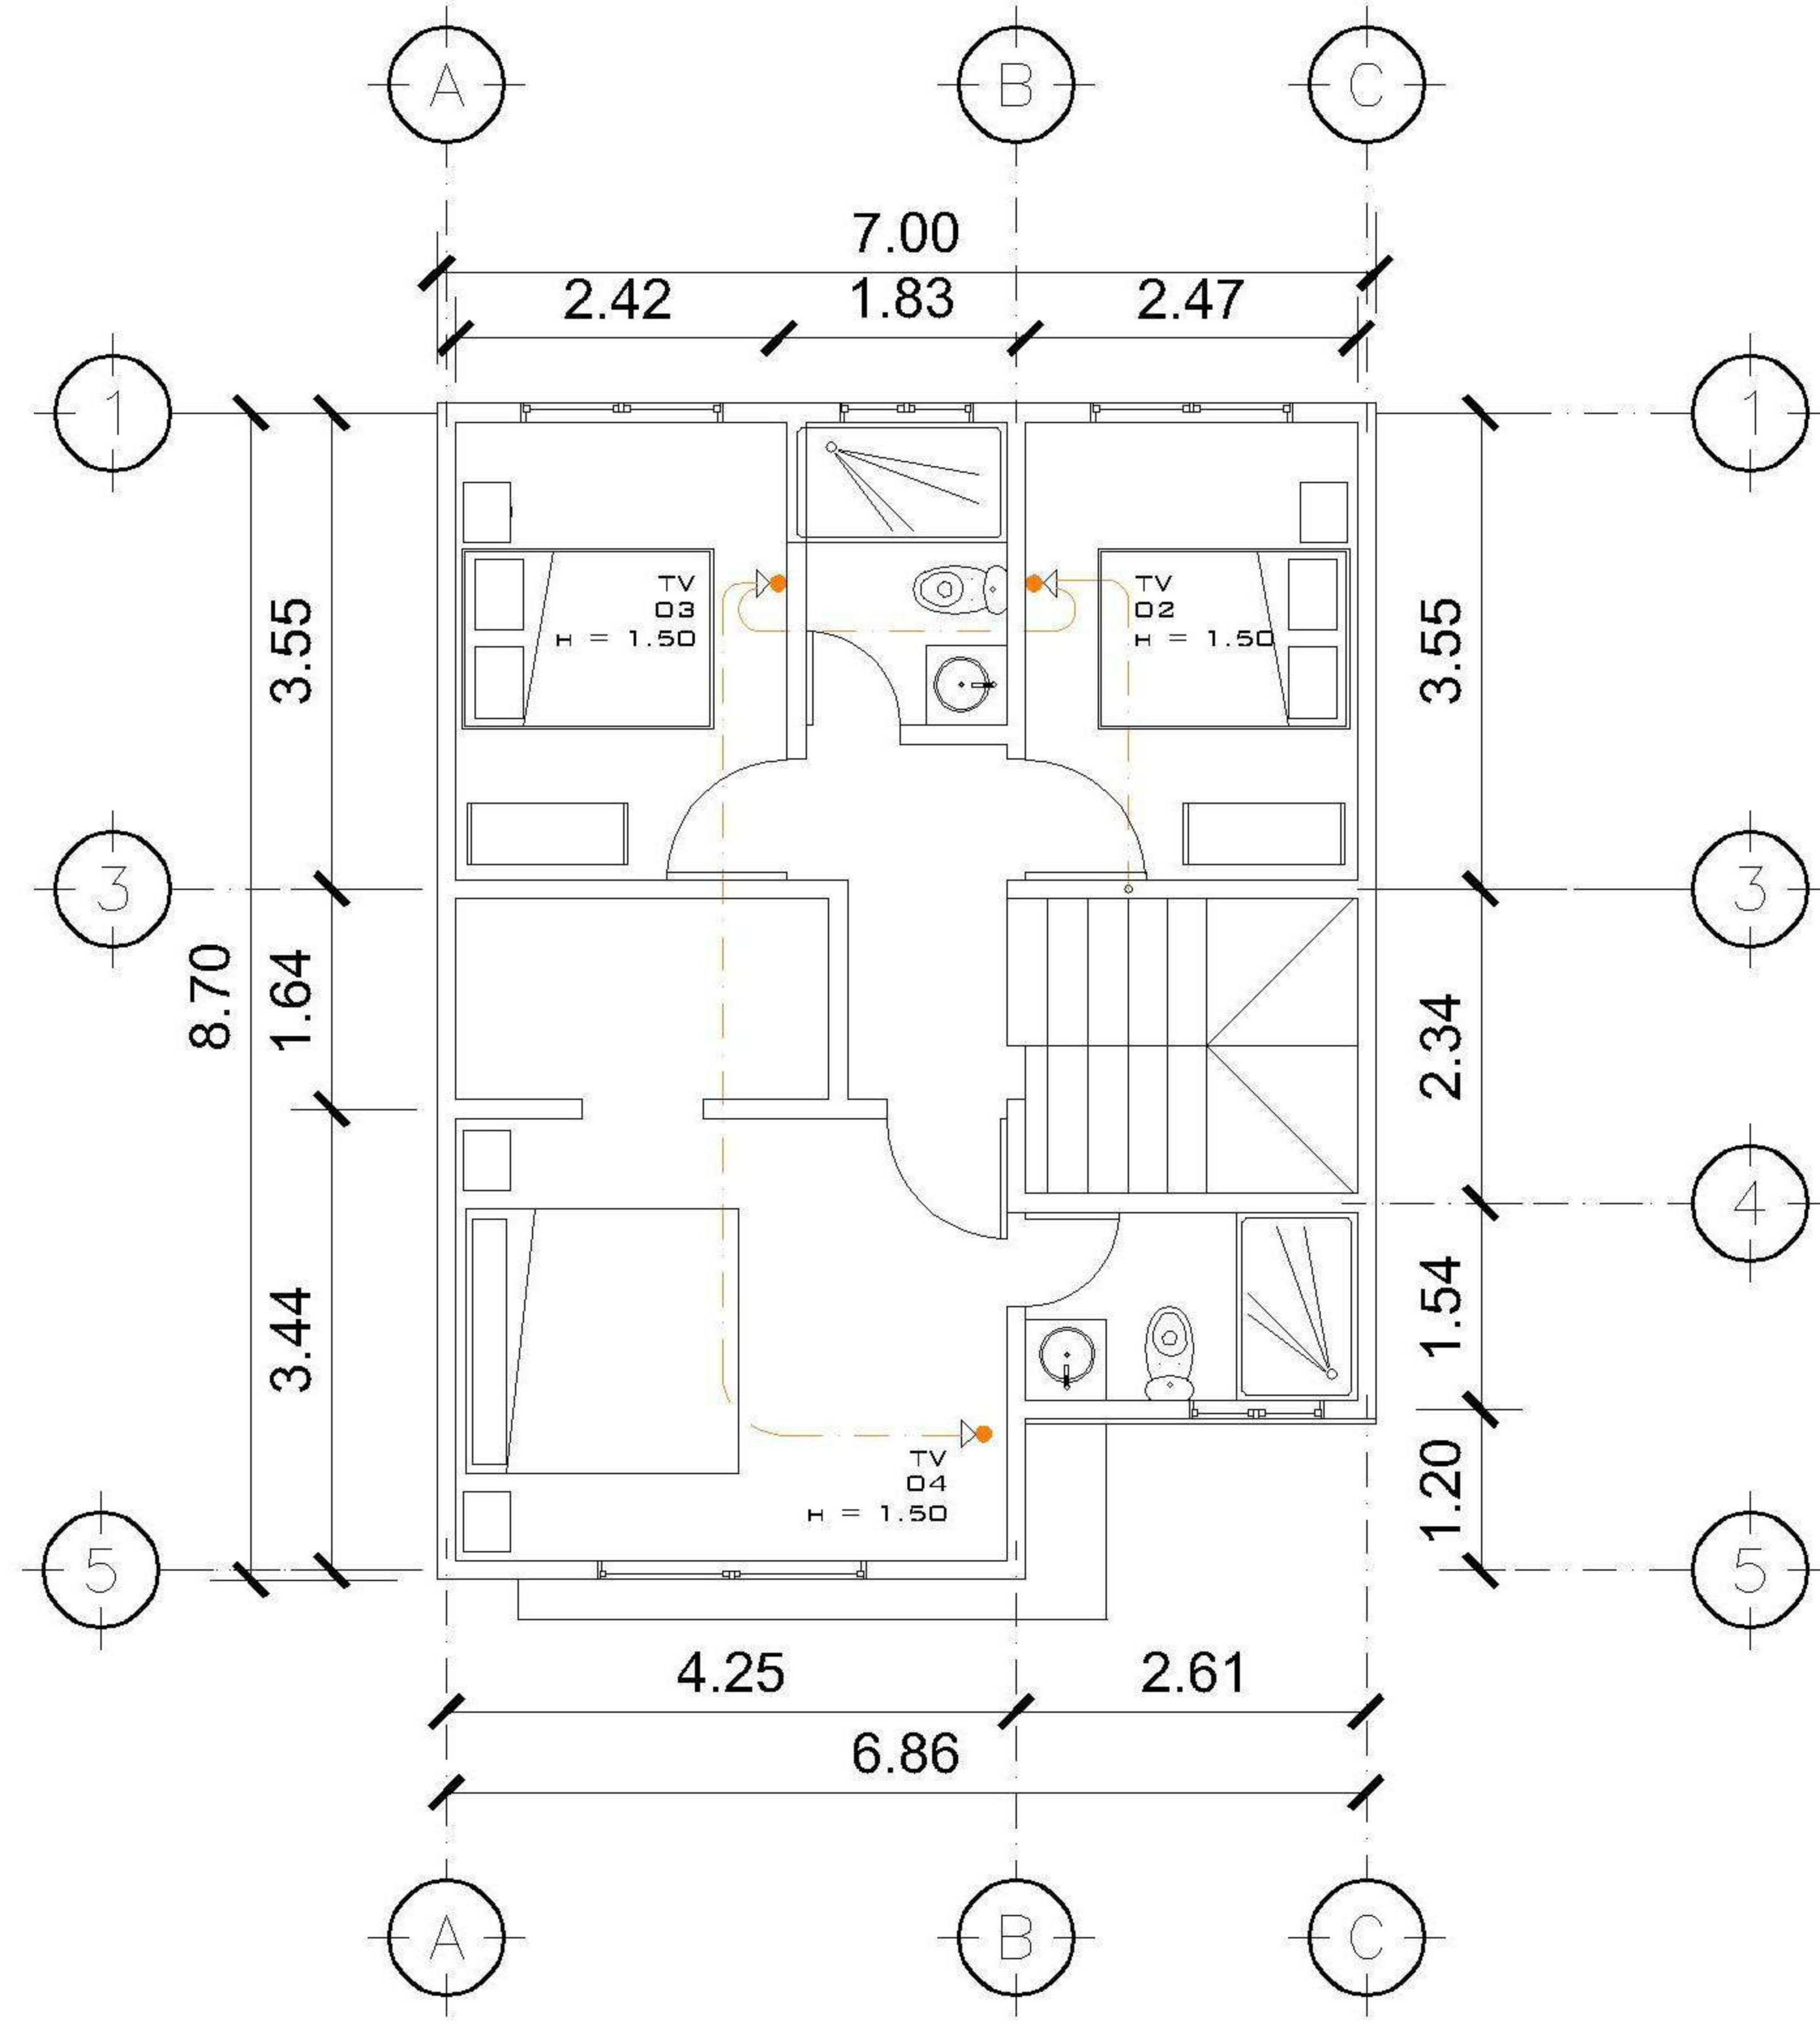 A B C
7.00
2.42 1.83 2.47
1 1
TV
03
H = 1.50
TV
02
H = 1.50
3.55 3.55
3 3
8.70 1.64 2.34
4
3.44 1.54
TV
04
H = 1.50
1.20
5 5
4.25 2.61
6.86
A B C